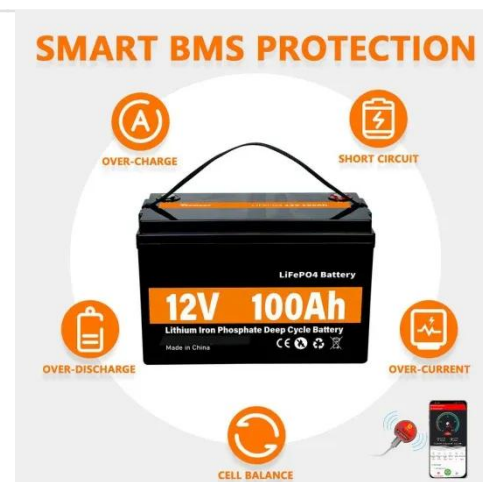 SMART BMS PROTECTION
A
OVER-CHARGE
SHORT CIRCUIT
LiFePO4 Battery
12V 100Ah
Lithium Iron Phosphate Deep Cycle Battery
Made in China
CE
OVER-DISCHARGE
OVER-CURRENT
CELL BALANCE